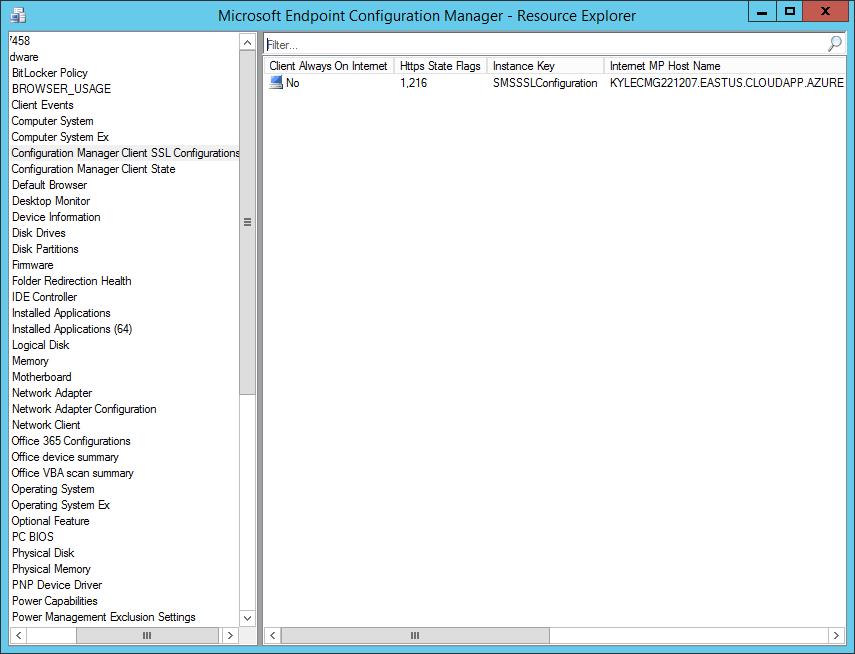 Microsoft Endpoint Configuration Manager - Resource Explorer
7458
dware
BitLocker Policy
BROWSER_USAGE
Client Events
Computer System
Computer System Ex
Configuration Manager Client SSL Configurations
Configuration Manager Client State
Default Browser
Desktop Monitor
Device Information
Disk Drives
Disk Partitions
Firmware
Folder Redirection Health
IDE Controller
Installed Applications
Installed Applications (64)
Logical Disk
Memory
Motherboard
Network Adapter
Network Adapter Configuration
Network Client
Office 365 Configurations
Office device summary
Office VBA scan summary
Operating System
Operating System Ex
Optional Feature
PC BIOS
Physical Disk
Physical Memory
PNP Device Driver
Power Capabilities
Power Management Exclusion Settings
Filter...
Client Always On Internet Https State Flags Instance Key Internet MP Host Name
No 1,216 SMSSSLConfiguration KYLECMG221207.EASTUS.CLOUDAPP.AZURE